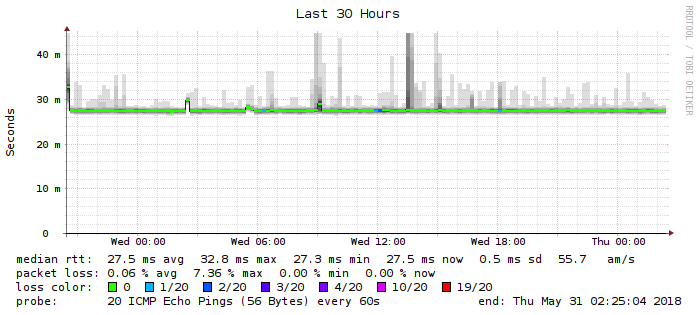 Last 30 Hours
RRDTOOL / TOBI OETIKER
Seconds
40 m
30 m
20 m
10 m
0
Wed 00:00 Wed 06:00 Wed 12:00 Wed 18:00 Thu 00:00
median rtt: 27.5 ms avg 32.8 ms max 27.3 ms min 27.5 ms now 0.5 ms sd 55.7 am/s
packet loss: 0.06 % avg 7.36 % max 0.00 % min 0.00 % now
loss color: 0 1/20 2/20 3/20 4/20 10/20 19/20
probe: 20 ICMP Echo Pings (56 Bytes) every 60s end: Thu May 31 02:25:04 2018